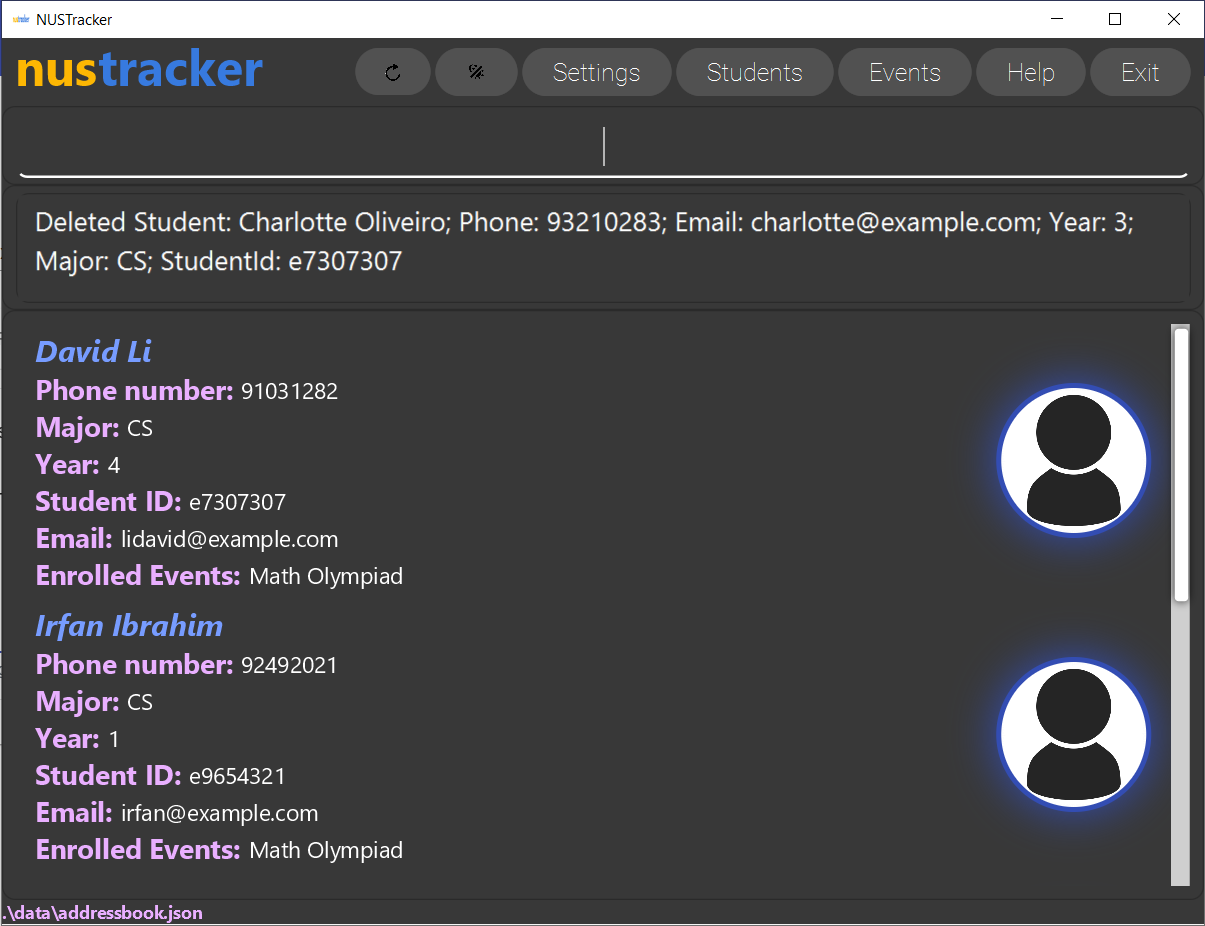 NUSTracker
nustracker
Settings
Students
Events
Help
Exit
Deleted Student: Charlotte Oliveiro; Phone: 93210283; Email: charlotte@example.com; Year: 3;
Major: CS; StudentId: e7307307
David Li
Phone number: 91031282
Major: CS
Year: 4
Student ID: e7307307
Email: lidavid@example.com
Enrolled Events: Math Olympiad
Irfan Ibrahim
Phone number: 92492021
Major: CS
Year: 1
Student ID: e9654321
Email: irfan@example.com
Enrolled Events: Math Olympiad
.\data\addressbook.json